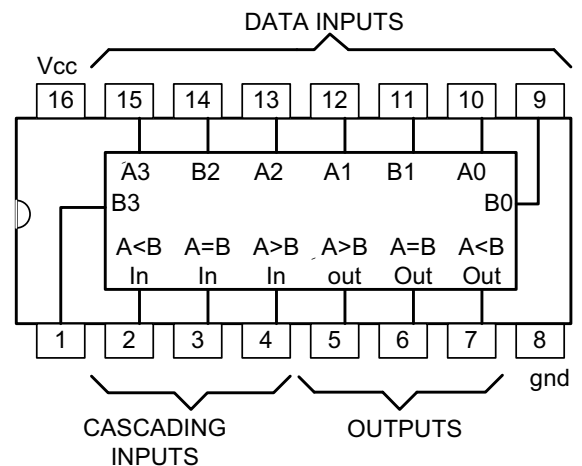 DATA INPUTS
Vcc
16 15 14 13 12 11 10 9
A3 B2 A2 A1 B1 A0
B3 B0
A<B A=B A>B A>B A=B A<B
In In In out Out Out
1 2 3 4 5 6 7 8
gnd
CASCADING OUTPUTS
INPUTS